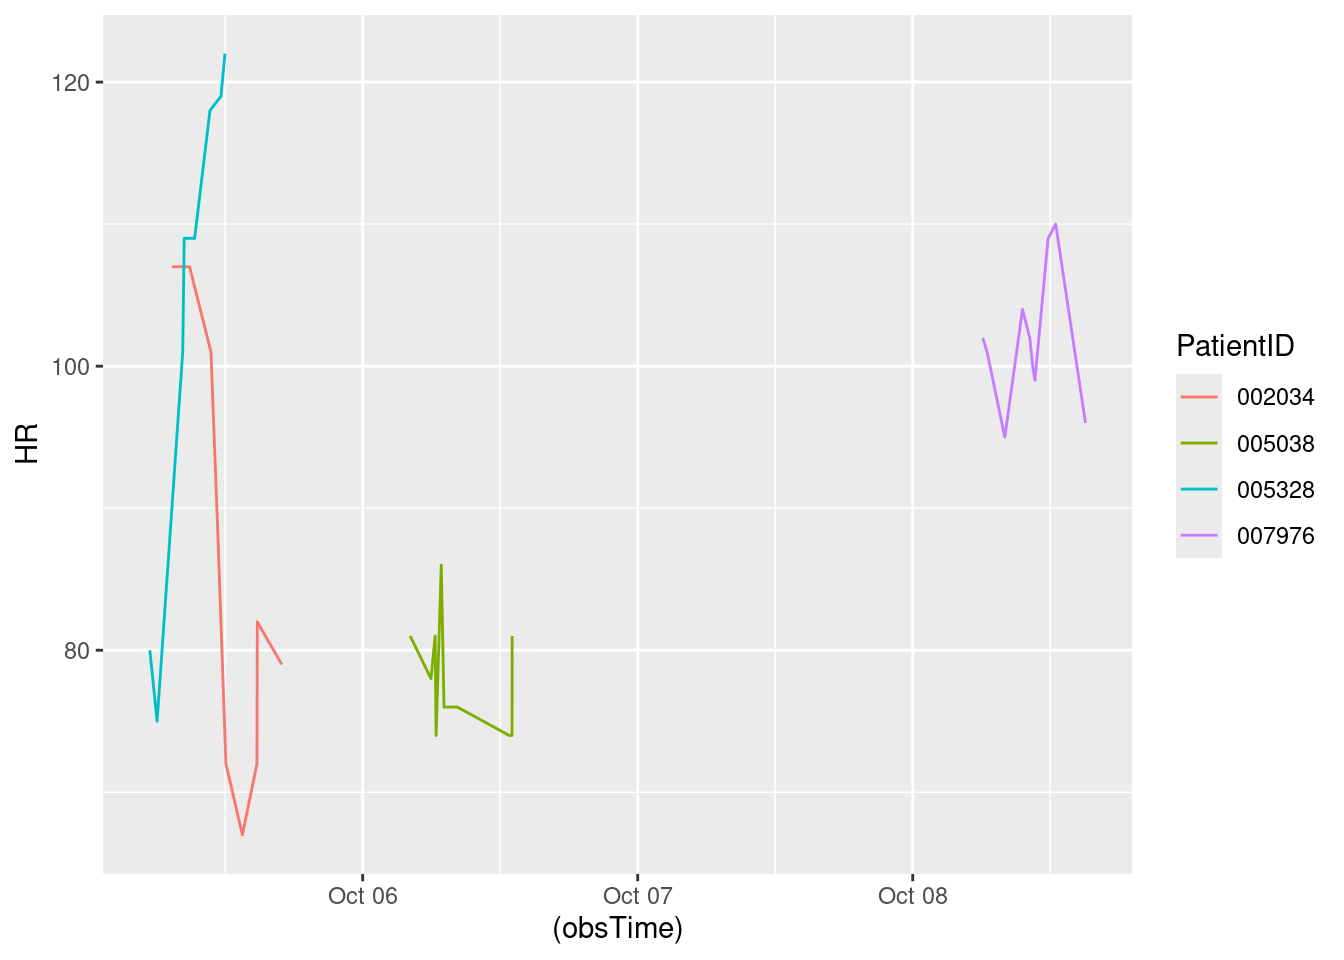 120
100
80
HR
Oct 06
Oct 07
Oct 08
(obsTime)
PatientID
002034
005038
005328
007976